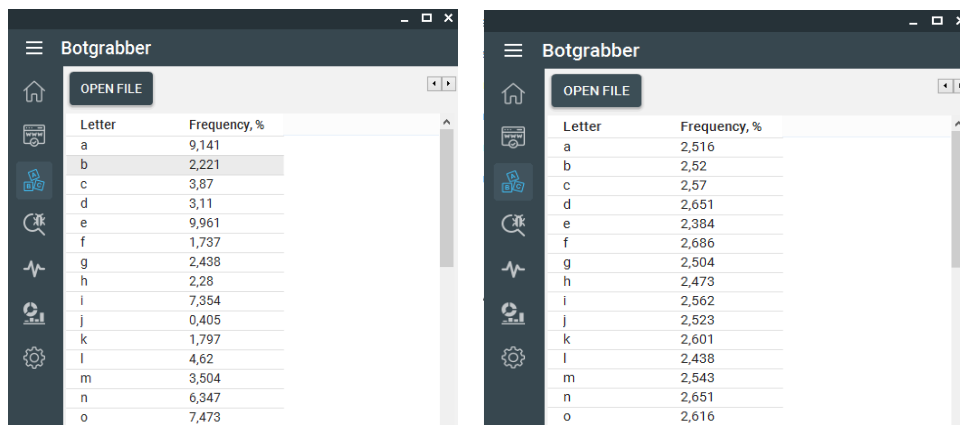 Botgrabber
OPEN FILE
Letter Frequency, %
a 9,141
b 2,221
c 3,87
d 3,11
e 9,961
f 1,737
g 2,438
h 2,28
i 7,354
j 0,405
k 1,797
l 4,62
m 3,504
n 6,347
o 7,473
Botgrabber
OPEN FILE
Letter Frequency, %
a 2,516
b 2,52
c 2,57
d 2,651
e 2,384
f 2,686
g 2,504
h 2,473
i 2,562
j 2,523
k 2,601
l 2,438
m 2,543
n 2,651
o 2,616